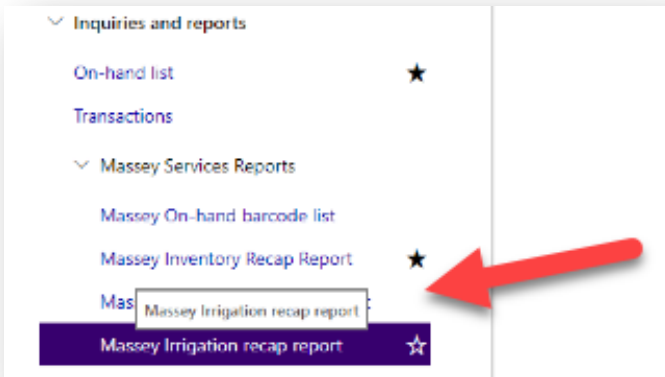 Inquiries and reports
On-hand list
Transactions
Massey Services Reports
Massey On-hand barcode list
Massey Inventory Recap Report
Mas
Massey Irrigation recap report
Massey Irrigation recap report